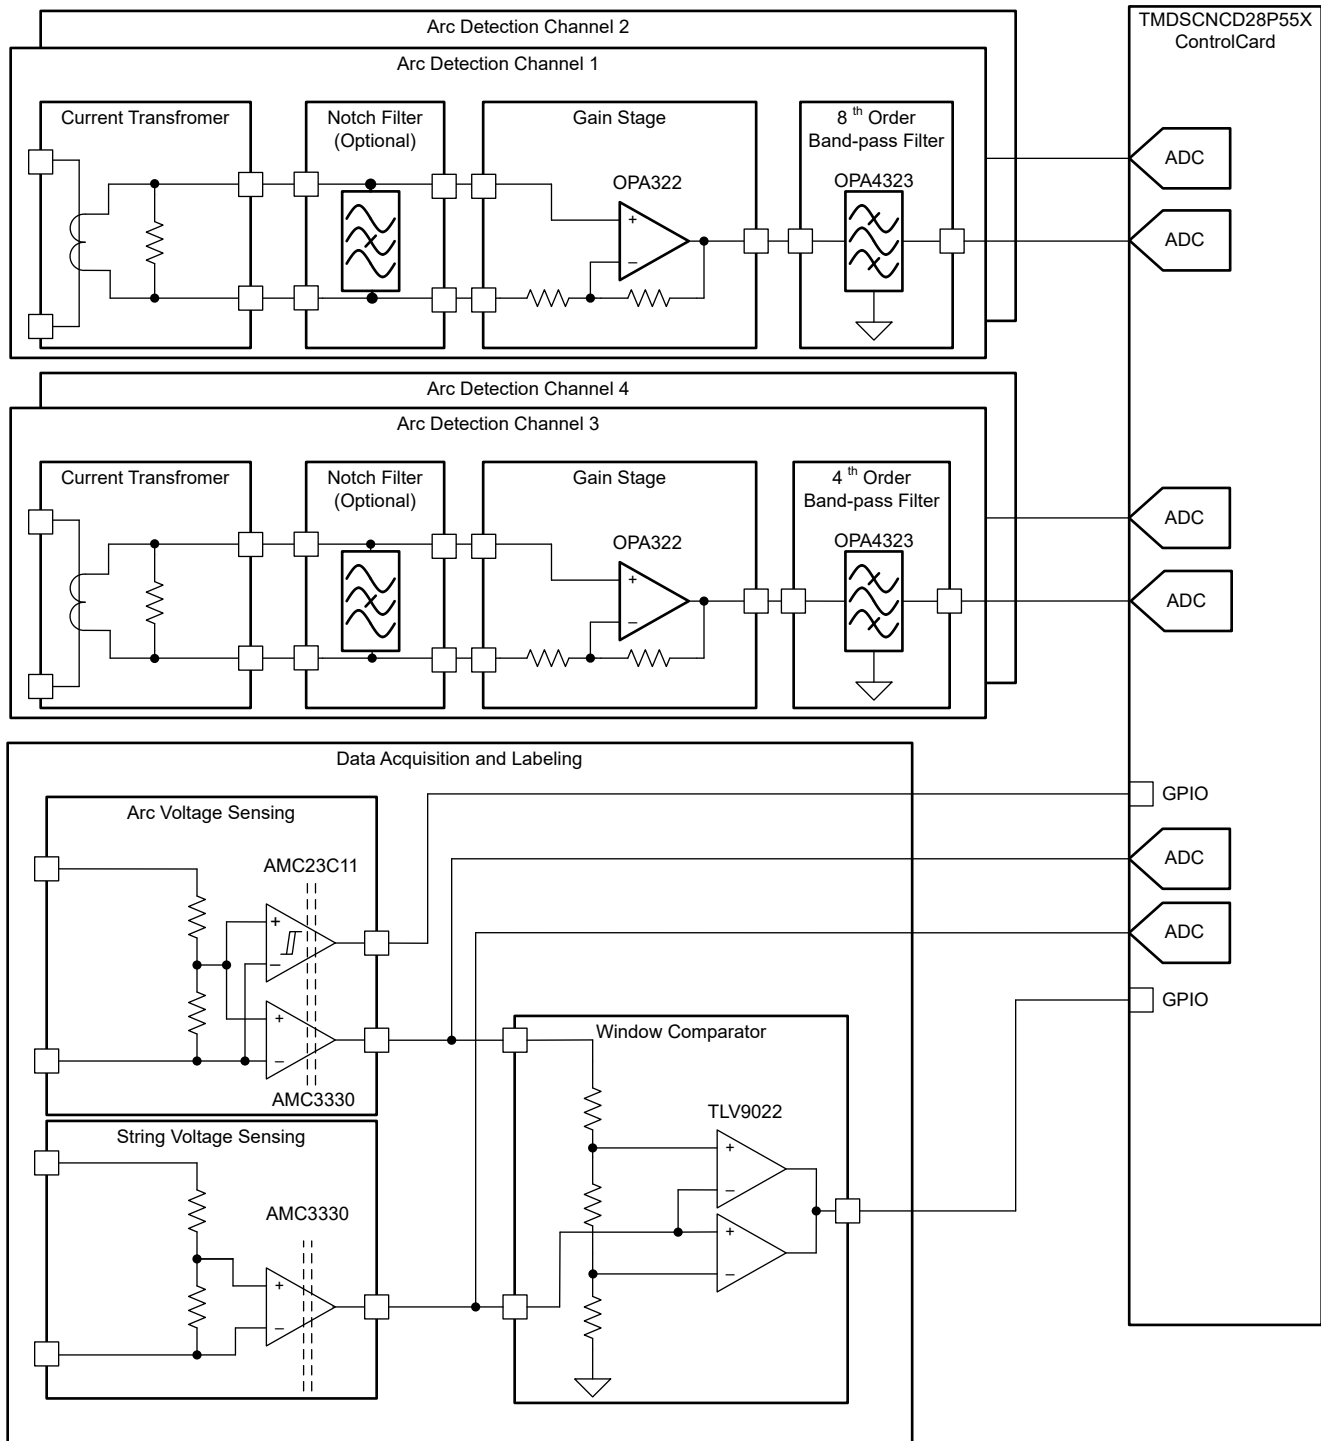 Arc Detection Channel 2
Arc Detection Channel 1
Current Transfromer
Notch Filter
(Optional)
Gain Stage
OPA322
+
–
8 th Order
Band-pass Filter
OPA4323
TMDSCNCD28P55X
ControlCard
ADC
ADC
Arc Detection Channel 4
Arc Detection Channel 3
Current Transfromer
Notch Filter
(Optional)
Gain Stage
OPA322
+
–
4 th Order
Band-pass Filter
OPA4323
ADC
ADC
Data Acquisition and Labeling
Arc Voltage Sensing
AMC23C11
+
–
+
–
AMC3330
GPIO
ADC
ADC
GPIO
String Voltage Sensing
AMC3330
+
–
Window Comparator
TLV9022
+
–
+
–